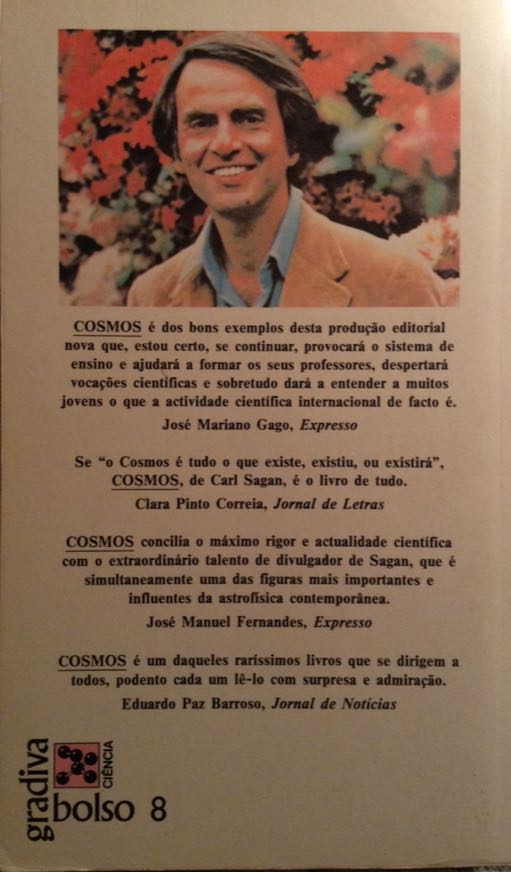 COSMOS é dos bons exemplos desta produção editorial
nova que, estou certo, se continuar, provocará o sistema de
ensino e ajudará a formar os seus professores, despertará
vocações científicas e sobretudo dará a entender a muitos
jovens o que a actividade científica internacional de facto é.
José Mariano Gago, Expresso
Se “o Cosmos é tudo o que existe, existiu, ou existirá”,
COSMOS, de Carl Sagan, é o livro de tudo.
Clara Pinto Correia, Jornal de Letras
COSMOS concilia o máximo rigor e actualidade científica
com o extraordinário talento de divulgador de Sagan, que é
simultaneamente uma das figuras mais importantes e
influentes da astrofísica contemporânea.
José Manuel Fernandes, Expresso
COSMOS é um daqueles raríssimos livros que se dirigem a
todos, podento cada um lê-lo com surpresa e admiração.
Eduardo Paz Barroso, Jornal de Notícias
gradiva
CIÊNCIA
bolso 8